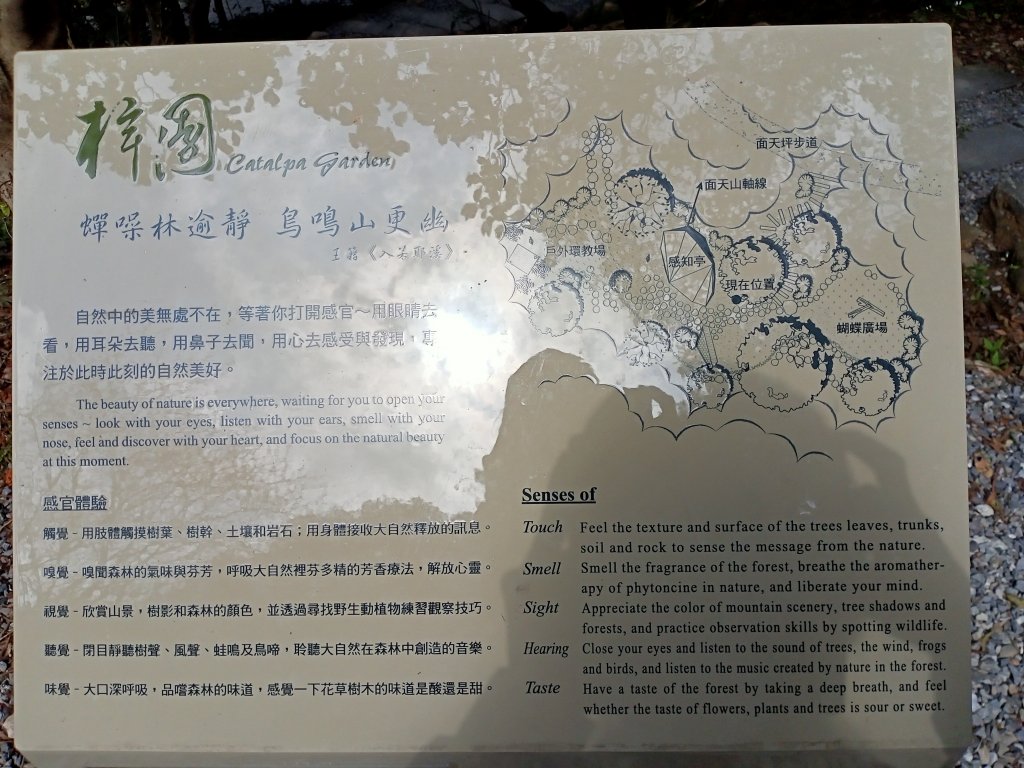 梓園 Catalpa Garden
蟬噪林逾靜 鳥鳴山更幽
王籍《入若耶溪》
自然中的美無處不在，等著你打開感官～用眼睛去
看，用耳朵去聽，用鼻子去聞，用心去感受與發現，專
注於此時此刻的自然美好。
The beauty of nature is everywhere, waiting for you to open your
senses ~ look with your eyes, listen with your ears, smell with your
nose, feel and discover with your heart, and focus on the natural beauty
at this moment.
感官體驗
觸覺 - 用肢體觸摸樹葉、樹幹、土壤和岩石；用身體接收大自然釋放的訊息。
嗅覺 - 嗅聞森林的氣味與芬芳，呼吸大自然裡芬多精的芳香療法，解放心靈。
視覺 - 欣賞山景，樹影和森林的顏色，並透過尋找野生動植物練習觀察技巧。
聽覺 - 閉目靜聽樹聲、風聲、蛙鳴及鳥啼，聆聽大自然在森林中創造的音樂。
味覺 - 大口深呼吸，品嚐森林的味道，感覺一下花草樹木的味道是酸還是甜。
面天坪步道
面天山軸線
戶外環教場
感知亭
現在位置
蝴蝶廣場
Senses of
Touch Feel the texture and surface of the trees leaves, trunks,
soil and rock to sense the message from the nature.
Smell Smell the fragrance of the forest, breathe the aromather-
apy of phytoncine in nature, and liberate your mind.
Sight Appreciate the color of mountain scenery, tree shadows and
forests, and practice observation skills by spotting wildlife.
Hearing Close your eyes and listen to the sound of trees, the wind, frogs
and birds, and listen to the music created by nature in the forest.
Taste Have a taste of the forest by taking a deep breath, and feel
whether the taste of flowers, plants and trees is sour or sweet.